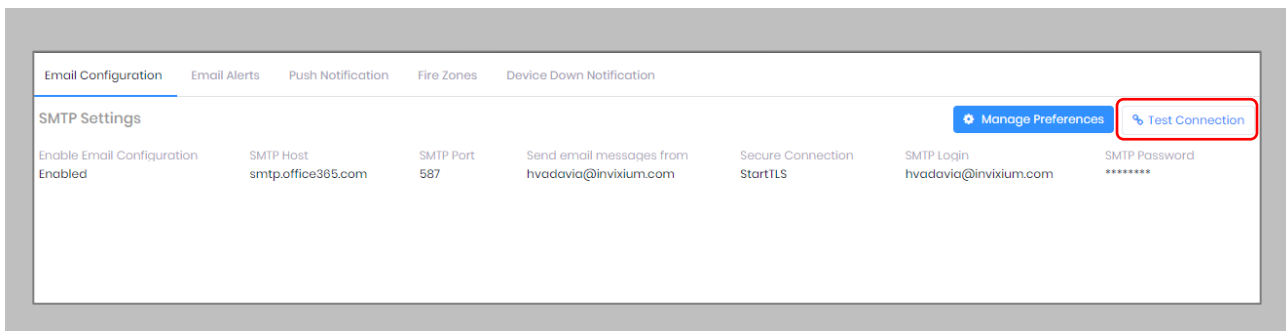 Email Configuration Email Alerts Push Notification Fire Zones Device Down Notification
SMTP Settings Manage Preferences Test Connection
Enable Email Configuration SMTP Host SMTP Port Send email messages from Secure Connection SMTP Login SMTP Password
Enabled smtp.office365.com 587 hvadavia@invixium.com StartTLS hvadavia@invixium.com ********